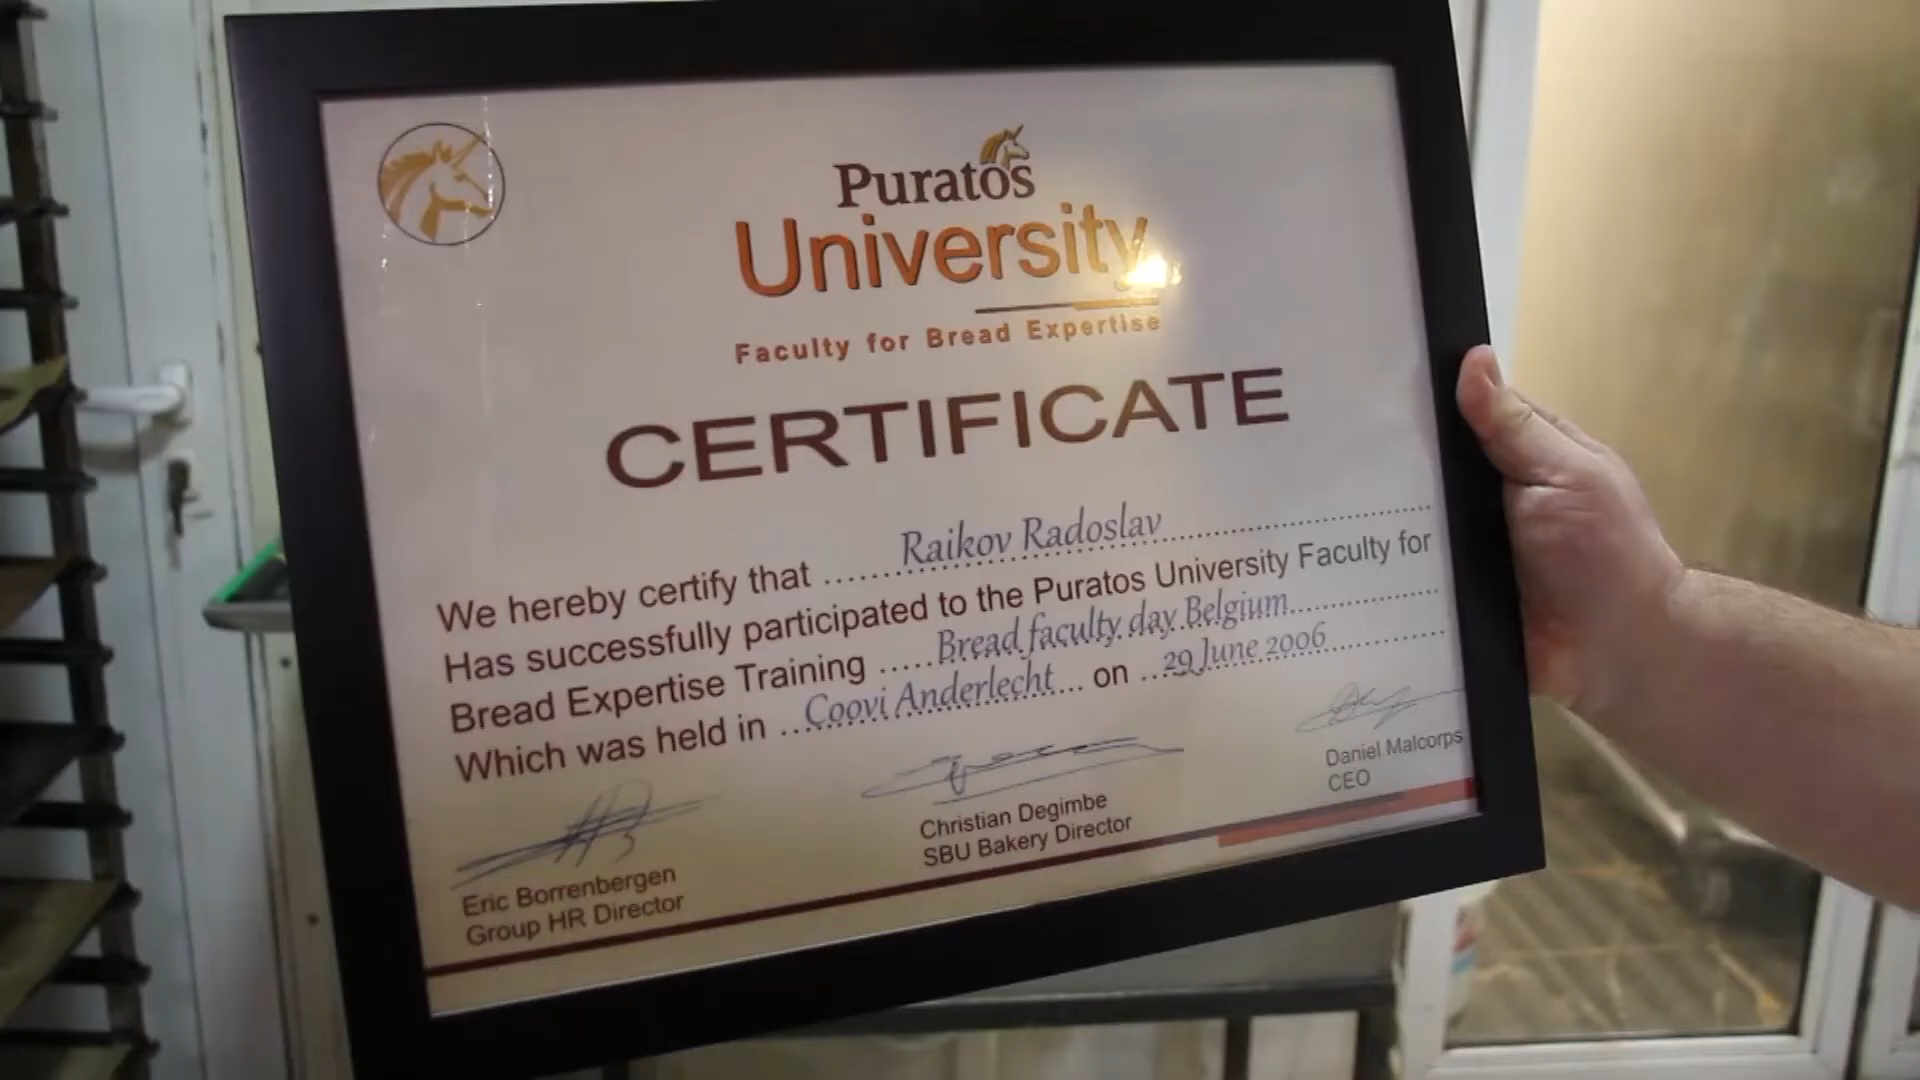 Puratos
University
Faculty for Bread Expertise
CERTIFICATE
We hereby certify that ...... Raikov Radoslav ......
Has successfully participated to the Puratos University Faculty for
Bread Expertise Training ..... Bread faculty day Belgium ......
Which was held in .. Coovi Anderlecht ... on ... 29 June 2006 ......
Eric Borrenbergen
Group HR Director
Christian Degimbe
SBU Bakery Director
Daniel Malcorps
CEO